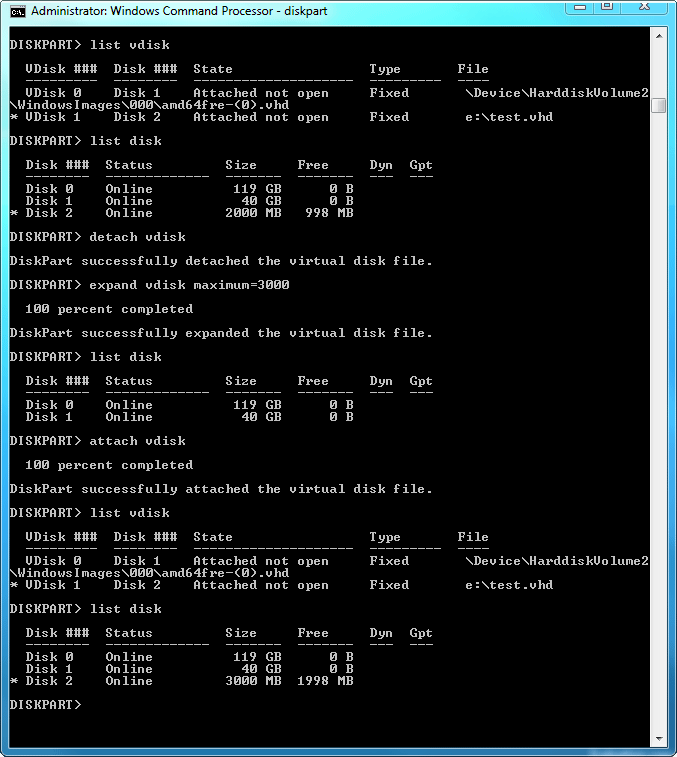 Administrator: Windows Command Processor - diskpart
DISKPART> list vdisk
  VDisk ###  Disk ###  State                 Type       File
  ---------  --------  --------------------  ---------  ----
  VDisk 0    Disk 1    Attached not open     Fixed       \Device\HarddiskVolume2
\WindowsImages\000\amd64fre-(0).vhd
* VDisk 1    Disk 2    Attached not open     Fixed       e:\test.vhd
DISKPART> list disk
  Disk ###  Status         Size     Free     Dyn  Gpt
  --------  -------------  -------  -------  ---  ---
  Disk 0    Online          119 GB      0 B
  Disk 1    Online           40 GB      0 B
* Disk 2    Online         2000 MB   998 MB
DISKPART> detach vdisk
DiskPart successfully detached the virtual disk file.
DISKPART> expand vdisk maximum=3000
  100 percent completed
DiskPart successfully expanded the virtual disk file.
DISKPART> list disk
  Disk ###  Status         Size     Free     Dyn  Gpt
  --------  -------------  -------  -------  ---  ---
  Disk 0    Online          119 GB      0 B
  Disk 1    Online           40 GB      0 B
DISKPART> attach vdisk
  100 percent completed
DiskPart successfully attached the virtual disk file.
DISKPART> list vdisk
  VDisk ###  Disk ###  State                 Type       File
  ---------  --------  --------------------  ---------  ----
  VDisk 0    Disk 1    Attached not open     Fixed       \Device\HarddiskVolume2
\WindowsImages\000\amd64fre-(0).vhd
* VDisk 1    Disk 2    Attached not open     Fixed       e:\test.vhd
DISKPART> list disk
  Disk ###  Status         Size     Free     Dyn  Gpt
  --------  -------------  -------  -------  ---  ---
  Disk 0    Online          119 GB      0 B
  Disk 1    Online           40 GB      0 B
* Disk 2    Online         3000 MB  1998 MB
DISKPART>